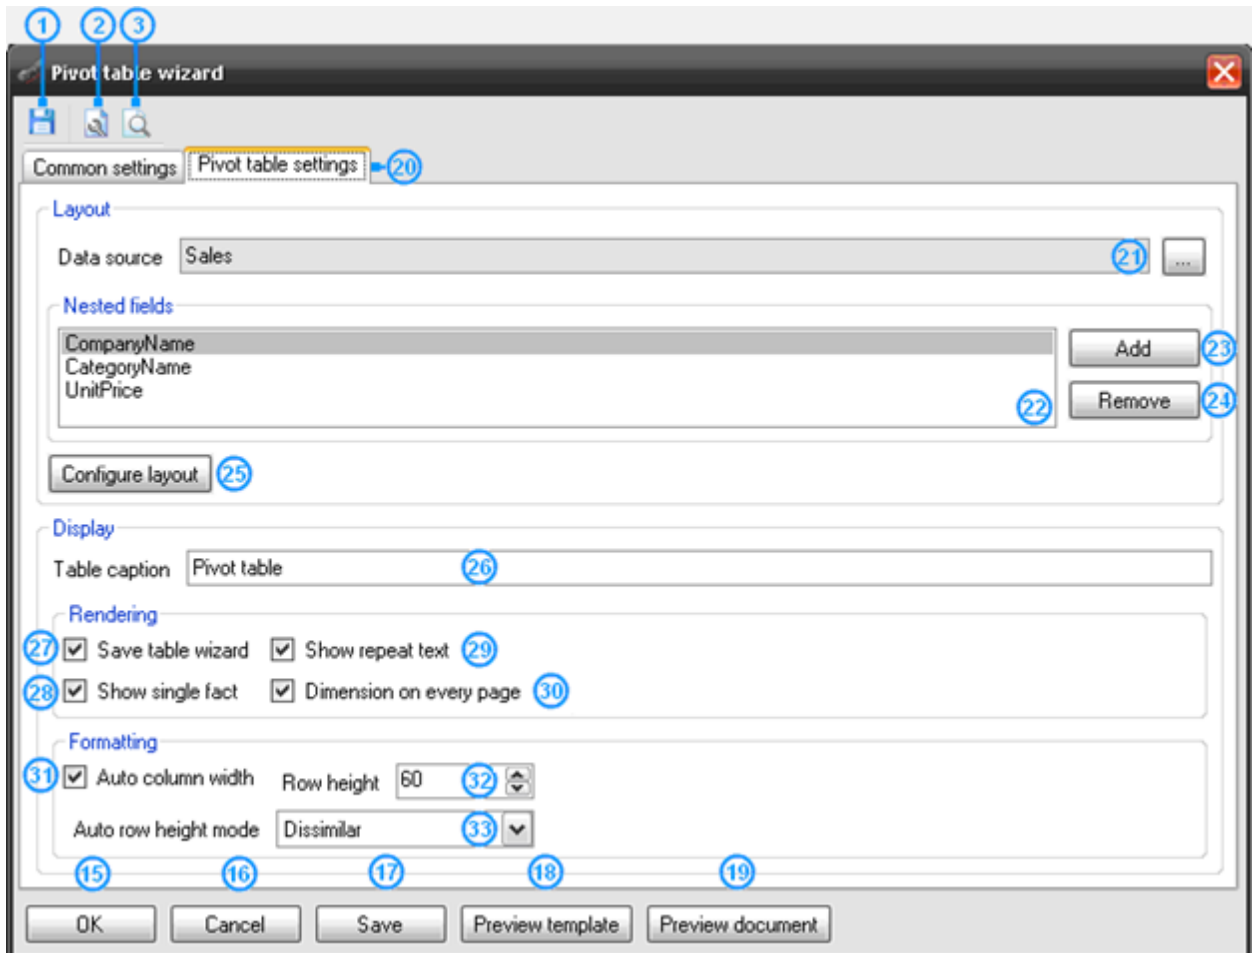 1 2 3
Pivot table wizard
Common settings Pivot table settings 20
Layout
Data source Sales 21 ...
Nested fields
CompanyName
CategoryName
UnitPrice
22
Add 23
Remove 24
Configure layout 25
Display
Table caption Pivot table 26
Rendering
27 Save table wizard Show repeat text 29
28 Show single fact Dimension on every page 30
Formatting
31 Auto column width Row height 60 32
Auto row height mode Dissimilar 33
15 16 17 18 19
OK Cancel Save Preview template Preview document